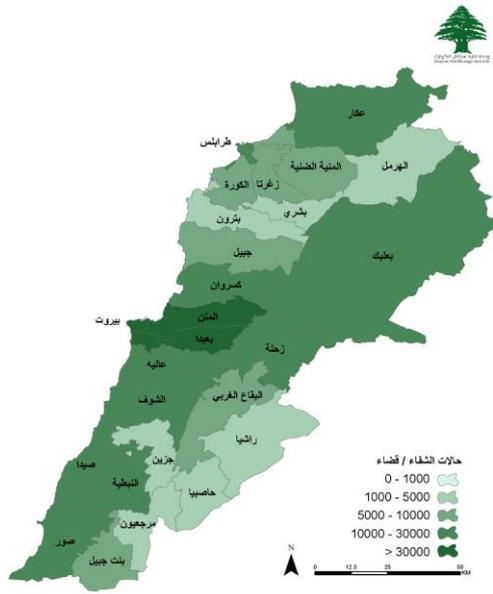 عكار
طرابلس
المنية الضنية
الهرمل
زغرتا
الكورة
بشري
بترون
جبيل
بعلبك
كسروان
المتن
بيروت
بعبدا
زحلة
عاليه
الشوف
البقاع الغربي
راشيا
جزين
صيدا
النبطية
حاصبيا
مرجعيون
صور
بنت جبيل
حالات الشفاء / قضاء
0 - 1000
1000 - 5000
5000 - 10000
10000 - 30000
> 30000
N
0 12.5 25 50
KM